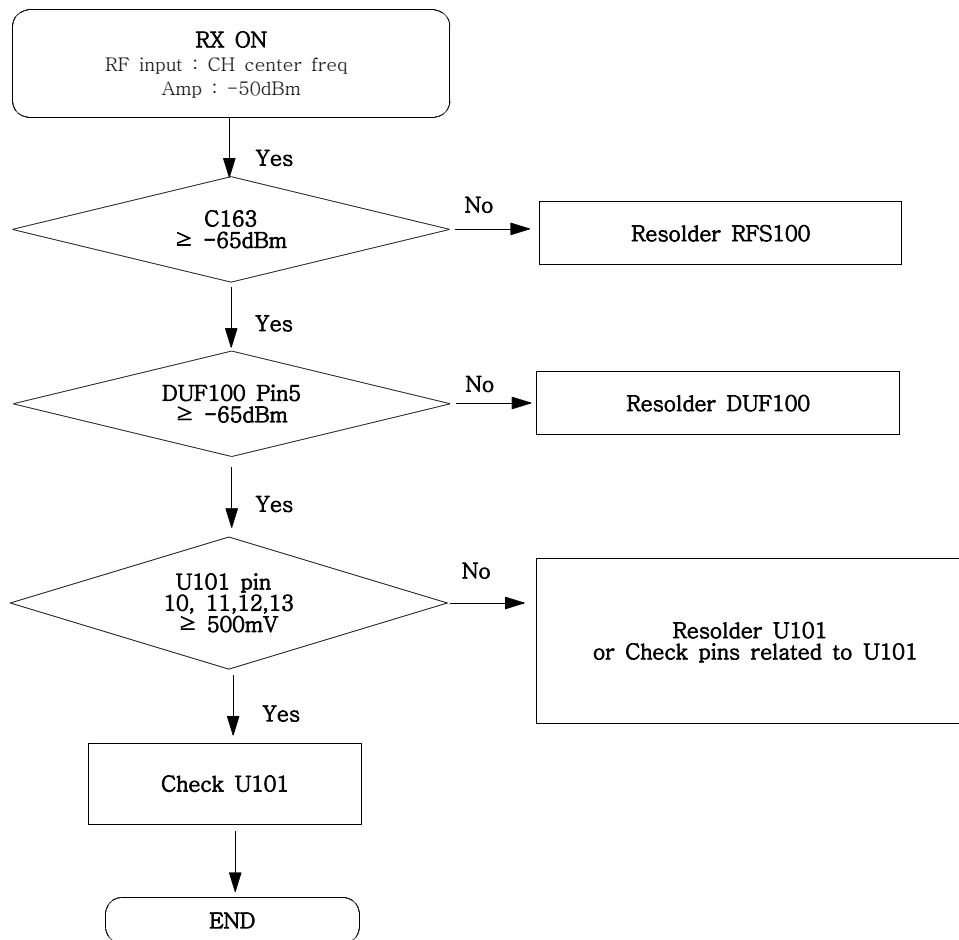 RX ON
RF input : CH center freq
Amp : -50dBm
Yes
C163
≥ -65dBm
No
Resolder RFS100
Yes
DUF100 Pin5
≥ -65dBm
No
Resolder DUF100
Yes
U101 pin
10, 11,12,13
≥ 500mV
No
Resolder U101
or Check pins related to U101
Yes
Check U101
END